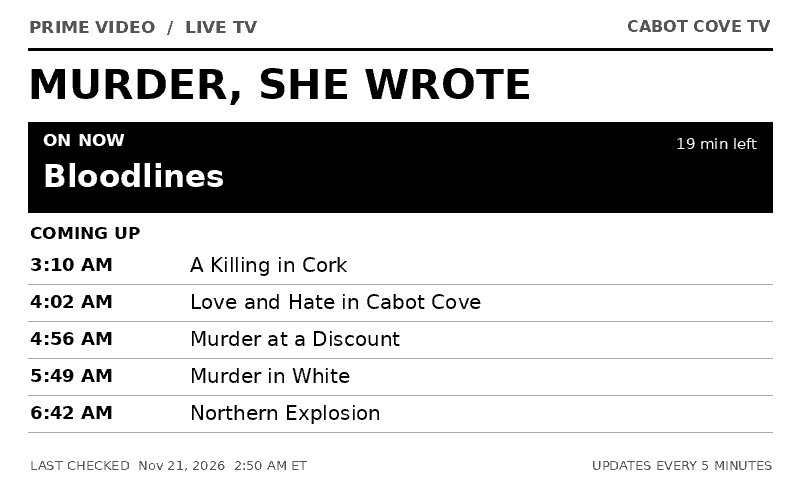 PRIME VIDEO / LIVE TV
CABOT COVE TV
MURDER, SHE WROTE
ON NOW
19 min left
Bloodlines
COMING UP
3:10 AM A Killing in Cork
4:02 AM Love and Hate in Cabot Cove
4:56 AM Murder at a Discount
5:49 AM Murder in White
6:42 AM Northern Explosion
LAST CHECKED Nov 21, 2026 2:50 AM ET
UPDATES EVERY 5 MINUTES